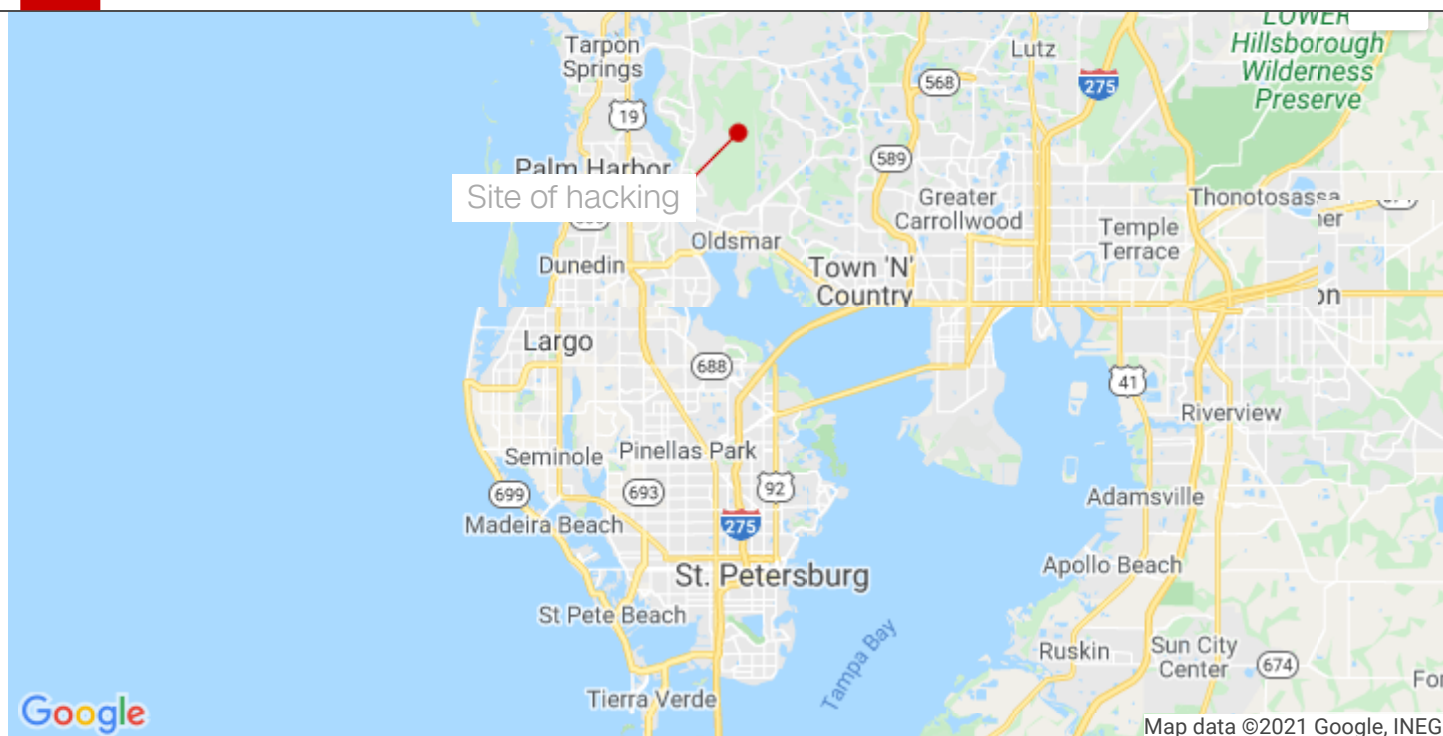 LOWER
Hillsborough
Wilderness
Preserve
Tarpon
Springs
Lutz
568
275
19
589
Palm Harbor
Site of hacking
Greater
Carrollwood
Thonotosassa
Temple
Terrace
Oldsmar
Dunedin
Town 'N'
Country
Largo
688
41
Riverview
Pinellas Park
Seminole
92
693
699
Adamsville
Madeira Beach
275
Apollo Beach
St. Petersburg
St Pete Beach
Tampa Bay
Ruskin
Sun City
Center
674
Tierra Verde
Google
Map data ©2021 Google, INEG